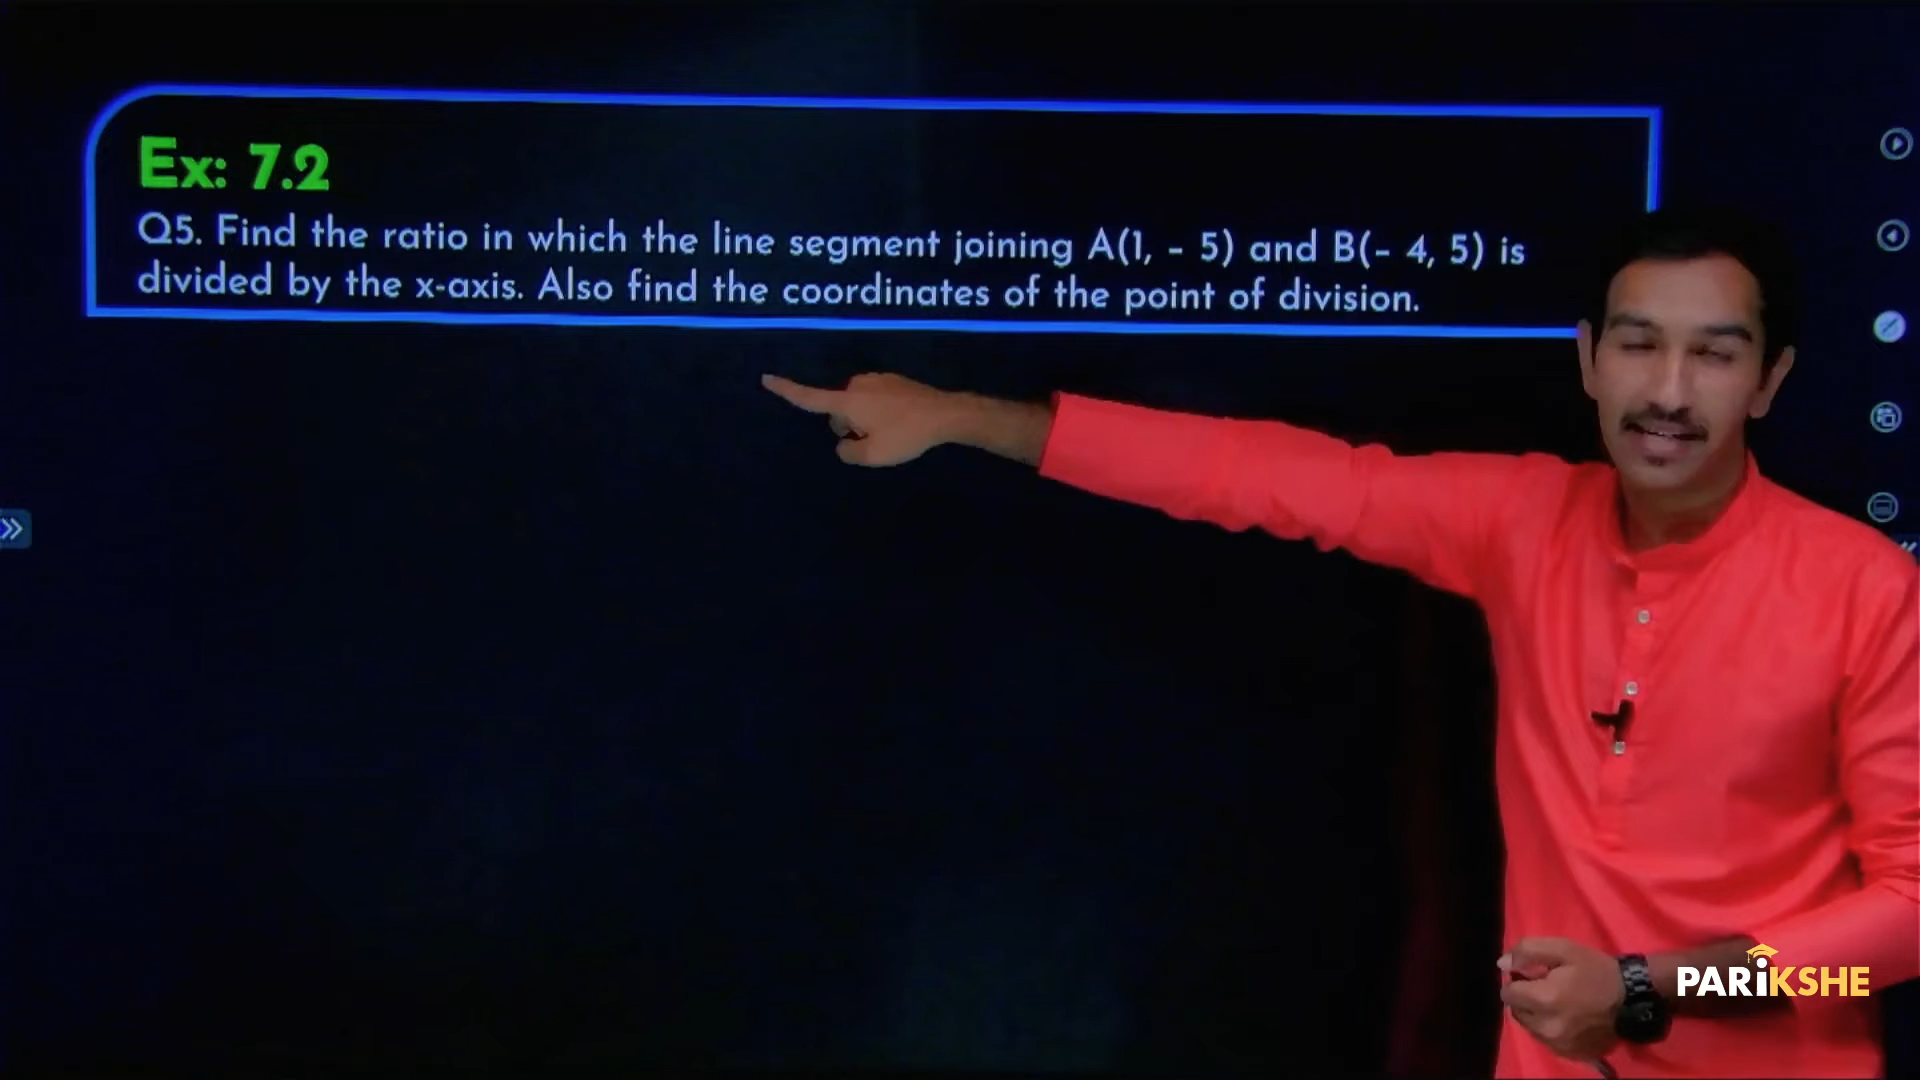 Ex: 7.2
Q5. Find the ratio in which the line segment joining A(1, - 5) and B(- 4, 5) is
divided by the x-axis. Also find the coordinates of the point of division.
PARiKSHE